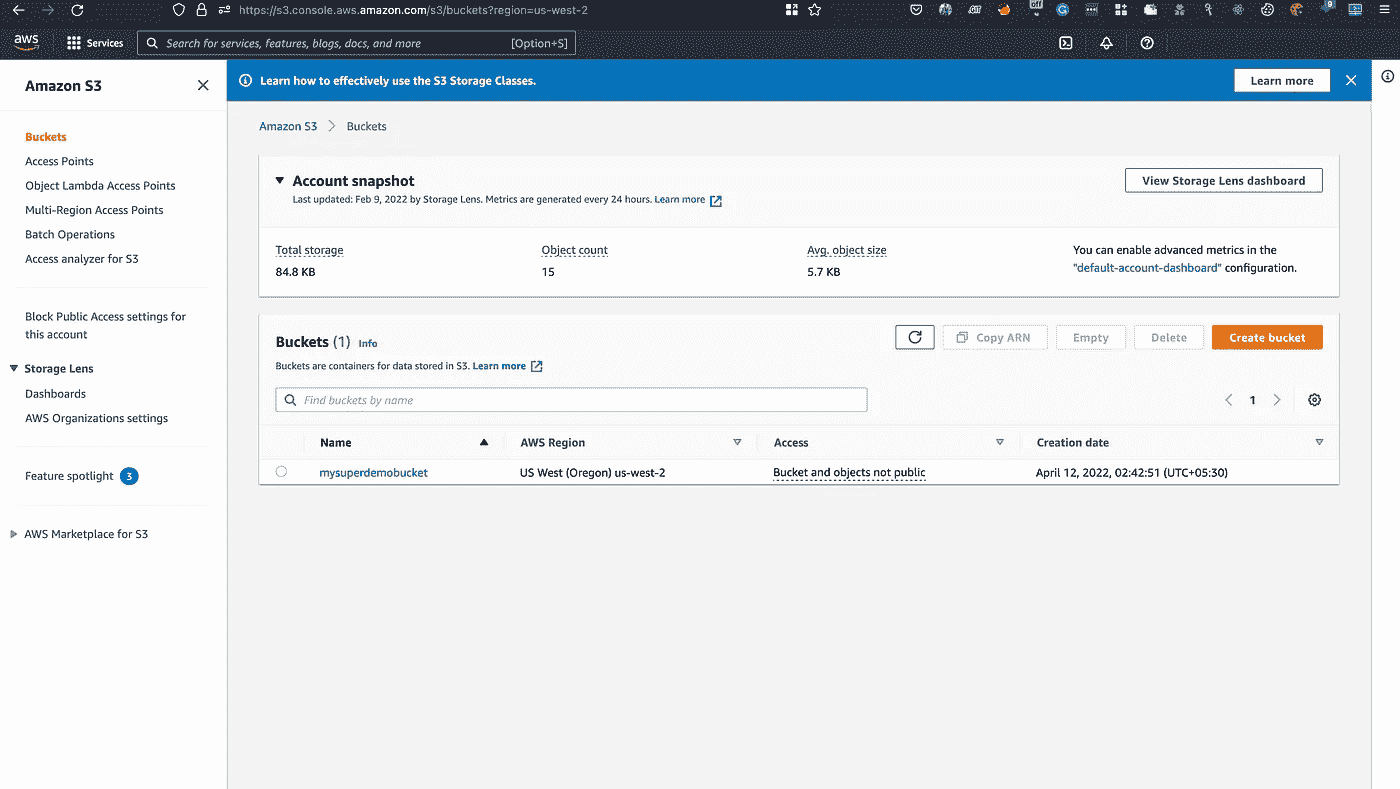 https://s3.console.aws.amazon.com/s3/buckets?region=us-west-2
aws Services Search for services, features, blogs, docs, and more [Option+S]
Amazon S3
Learn how to effectively use the S3 Storage Classes. Learn more
Buckets
Access Points
Object Lambda Access Points
Multi-Region Access Points
Batch Operations
Access analyzer for S3
Block Public Access settings for
this account
Storage Lens
Dashboards
AWS Organizations settings
Feature spotlight 3
AWS Marketplace for S3
Amazon S3 Buckets
Account snapshot View Storage Lens dashboard
Last updated: Feb 9, 2022 by Storage Lens. Metrics are generated every 24 hours. Learn more
Total storage Object count Avg. object size You can enable advanced metrics in the
84.8 KB 15 5.7 KB "default-account-dashboard" configuration.
Buckets (1) Info Copy ARN Empty Delete Create bucket
Buckets are containers for data stored in S3. Learn more
Find buckets by name 1
Name AWS Region Access Creation date
mysuperdemobucket US West (Oregon) us-west-2 Bucket and objects not public April 12, 2022, 02:42:51 (UTC+05:30)